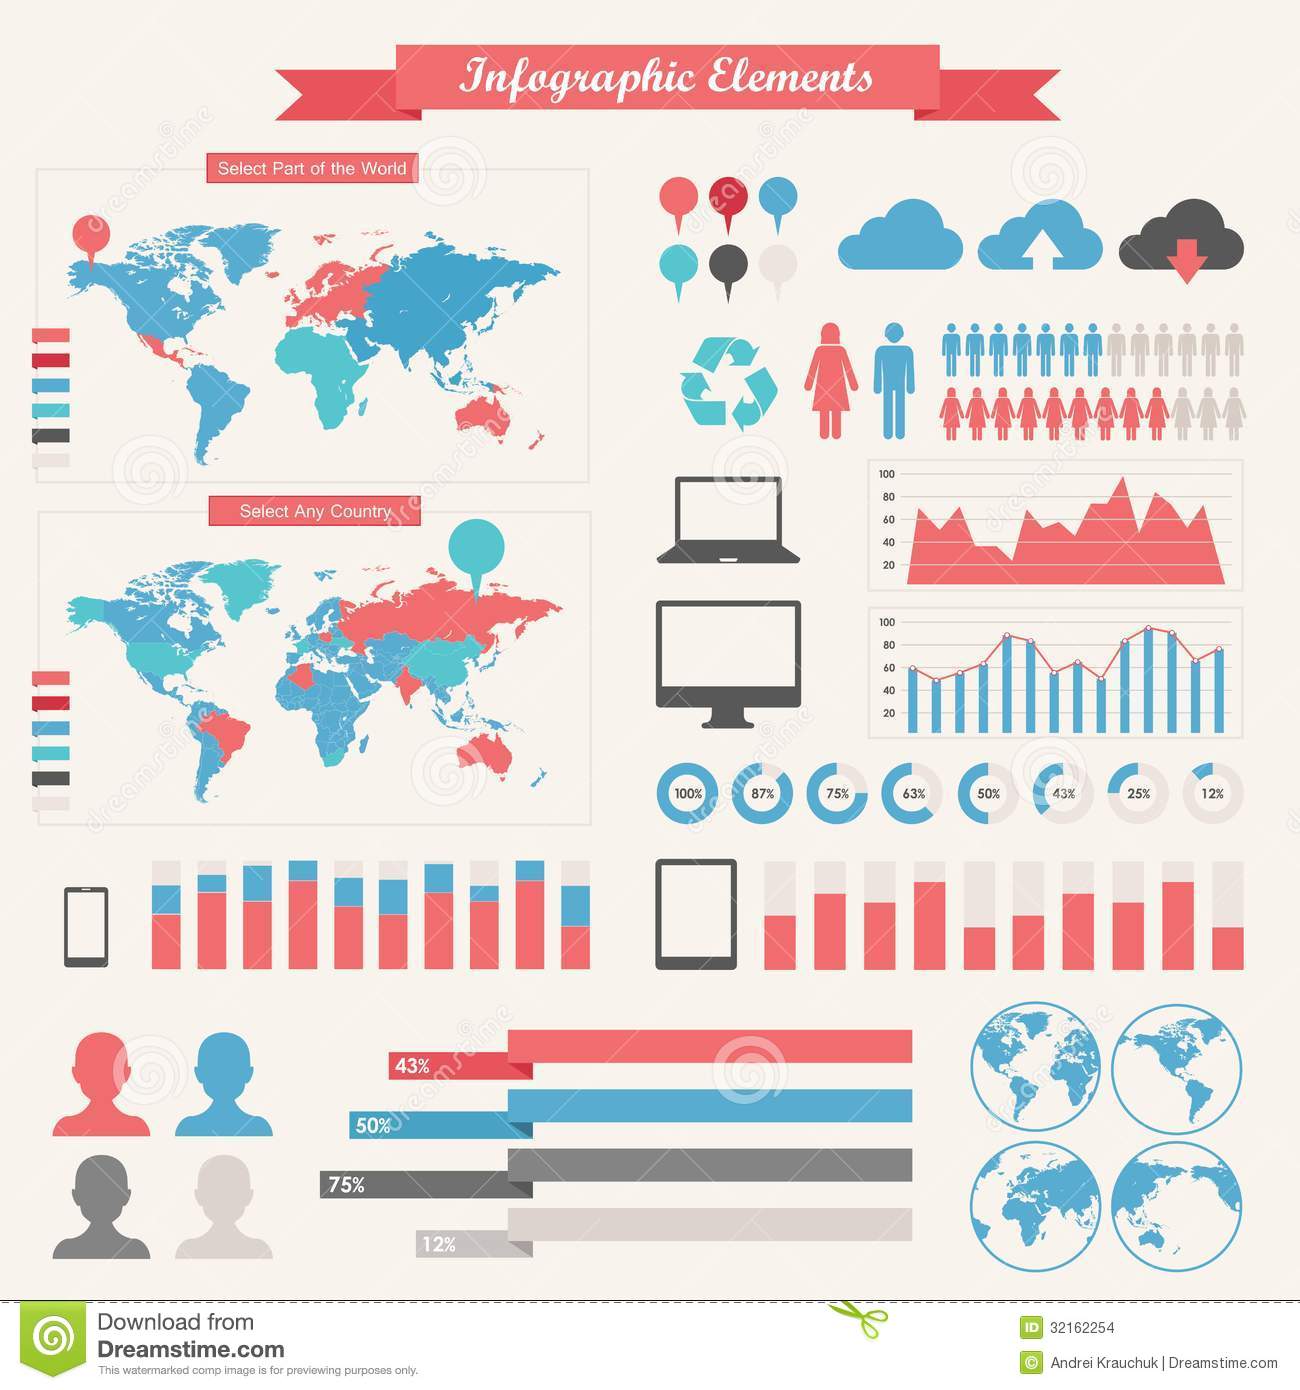 Infographic Elements
Select Part of the World
Select Any Country
100
80
60
40
20
100
80
60
40
20
100% 87% 75% 63% 50% 43% 25% 12%
43%
50%
75%
12%
Download from
Dreamstime.com
This watermarked comp image is for previewing purposes only.
ID 32162254
© Andrei Krauchuk | Dreamstime.com